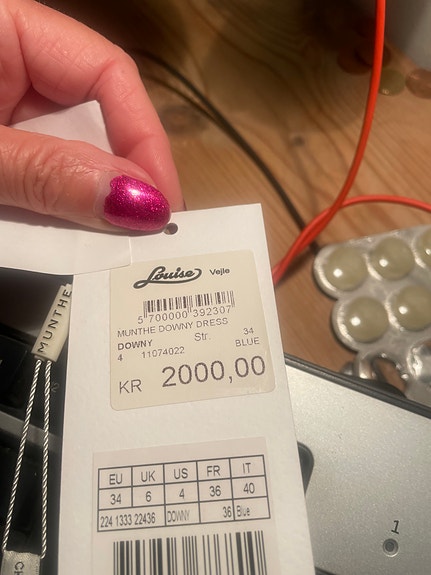 Louise Vejle
5 700000 392307
MUNTHE DOWNY DRESS
DOWNY Str. 34
4 11074022 BLUE
KR 2000,00
MUNTHE
EU UK US FR IT
34 6 4 36 40
224 1333 22436 DOWNY 36 Blue
CH
1